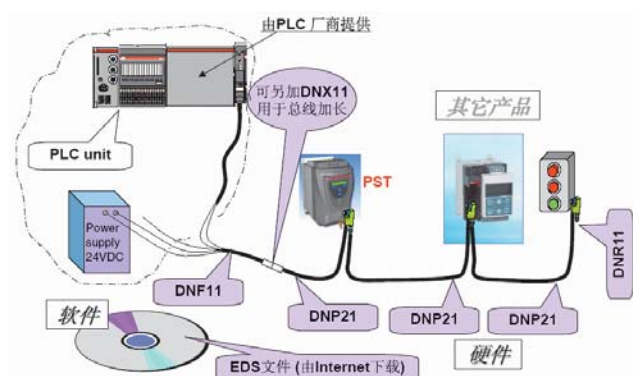 由PLC 厂商提供
可另加DNX11
用于总线加长
其它产品
PLC unit
PST
Power
supply
24VDC
DNR11
DNF11
DNP21
DNP21
DNP21
软件
硬件
EDS文件 (由Internet下载)